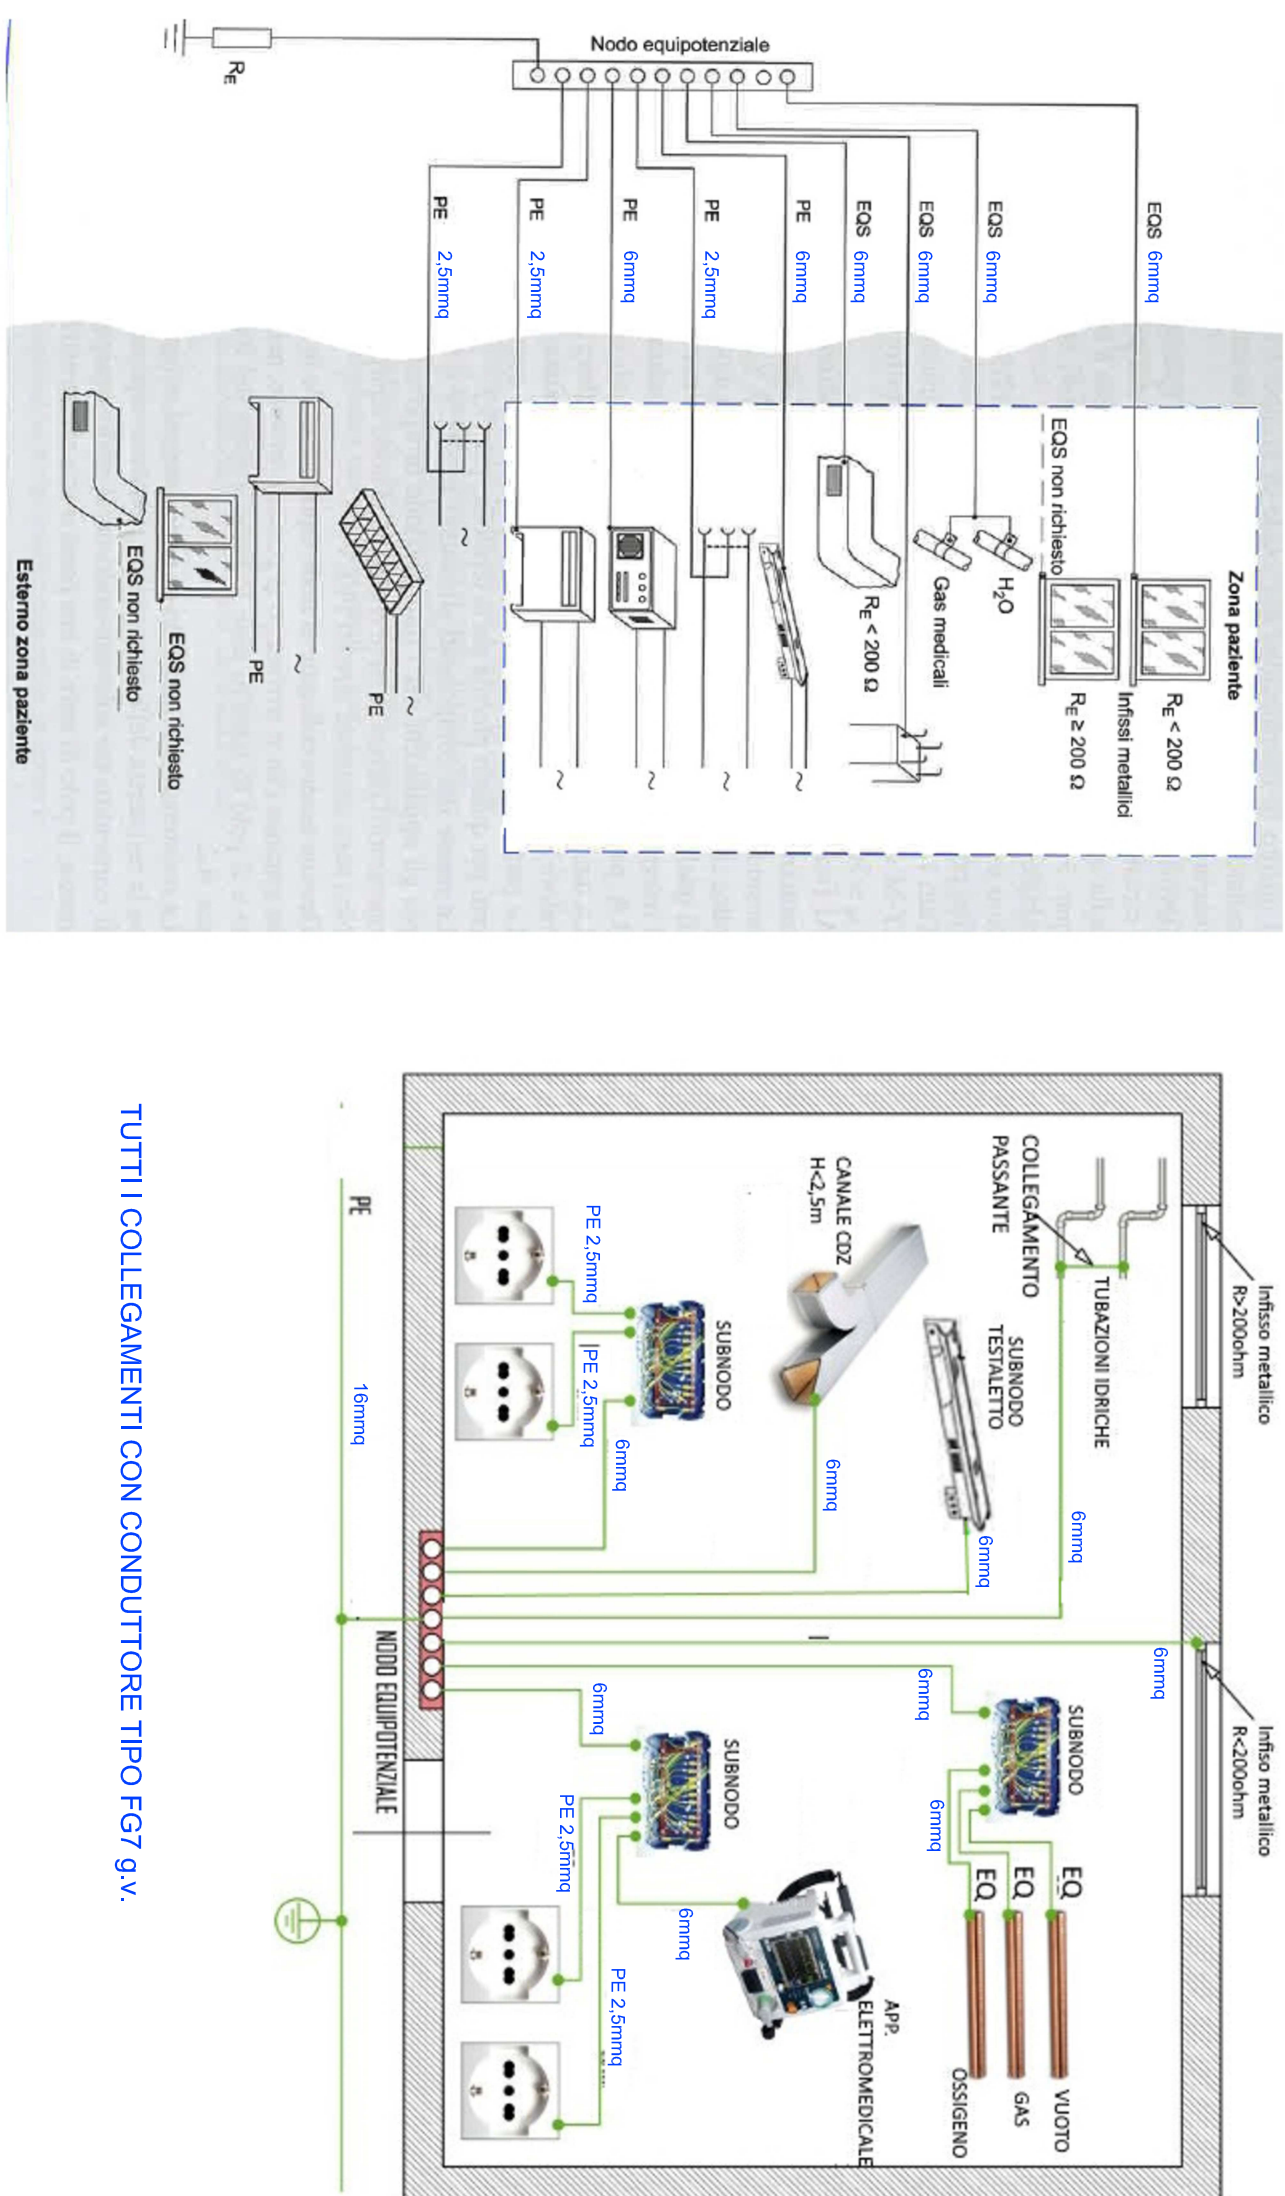 Nodo equipotenziale
RE
PE 2,5mmq
PE 2,5mmq
PE 6mmq
PE 2,5mmq
PE 6mmq
EQS 6mmq
EQS 6mmq
EQS 6mmq
EQS 6mmq
Zona paziente
RE < 200 Ω
Infissi metallici
RE ≥ 200 Ω
EQS non richiesto
H2O
Gas medicali
RE < 200 Ω
~
~
~
~
~
~
PE
~
PE
EQS non richiesto
EQS non richiesto
Esterno zona paziente
Infisso metallico
R>200ohm
Infiso metallico
R<200ohm
COLLEGAMENTO
PASSANTE
TUBAZIONI IDRICHE
6mmq
CANALE CDZ
H<2,5m
6mmq
SUBNODO
TESTALETTO
6mmq
SUBNODO
PE 2,5mmq
PE 2,5mmq
6mmq
6mmq
SUBNODO
6mmq
6mmq
EQ
EQ
EQ
VUOTO
GAS
OSSIGENO
SUBNODO
6mmq
PE 2,5mmq
6mmq
PE 2,5mmq
APP.
ELETTROMEDICALE
NODO EQUIPOTENZIALE
PE
16mmq
TUTTI I COLLEGAMENTI CON CONDUTTORE TIPO FG7 g.v.